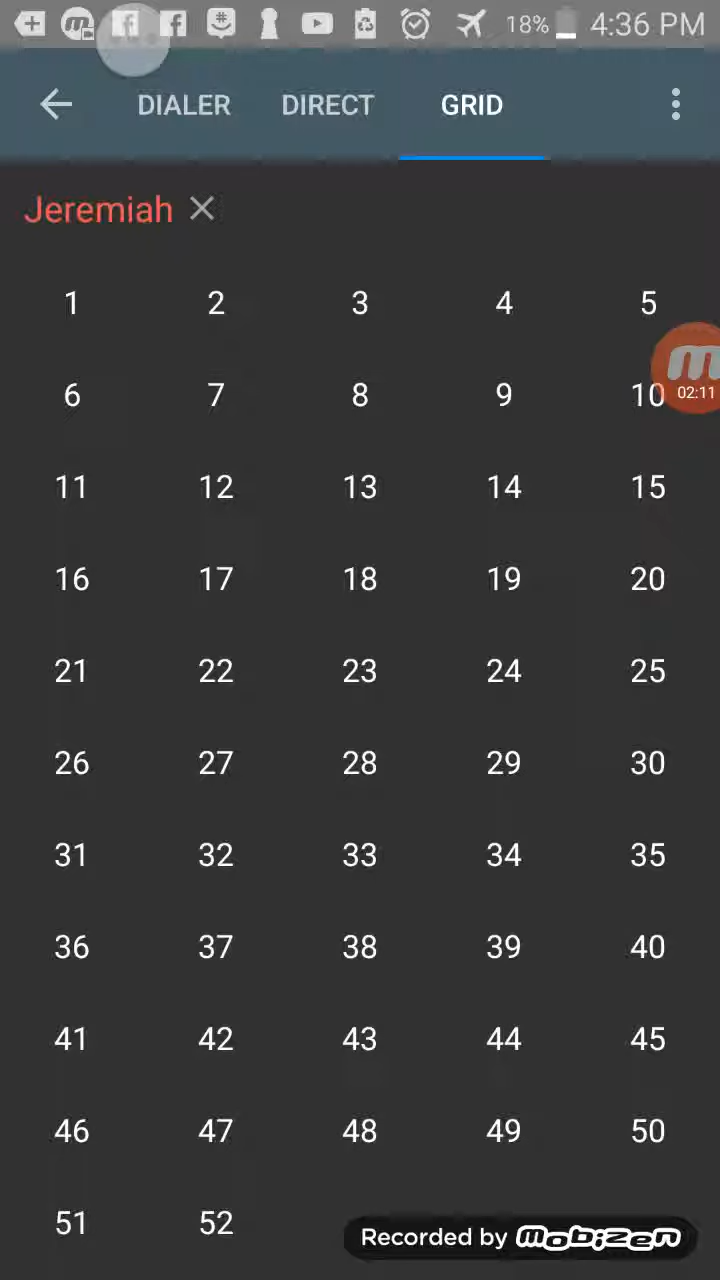 18% 4:36 PM
DIALER DIRECT GRID
Jeremiah
1 2 3 4 5
6 7 8 9 10
02:11
11 12 13 14 15
16 17 18 19 20
21 22 23 24 25
26 27 28 29 30
31 32 33 34 35
36 37 38 39 40
41 42 43 44 45
46 47 48 49 50
51 52
Recorded by mobizen